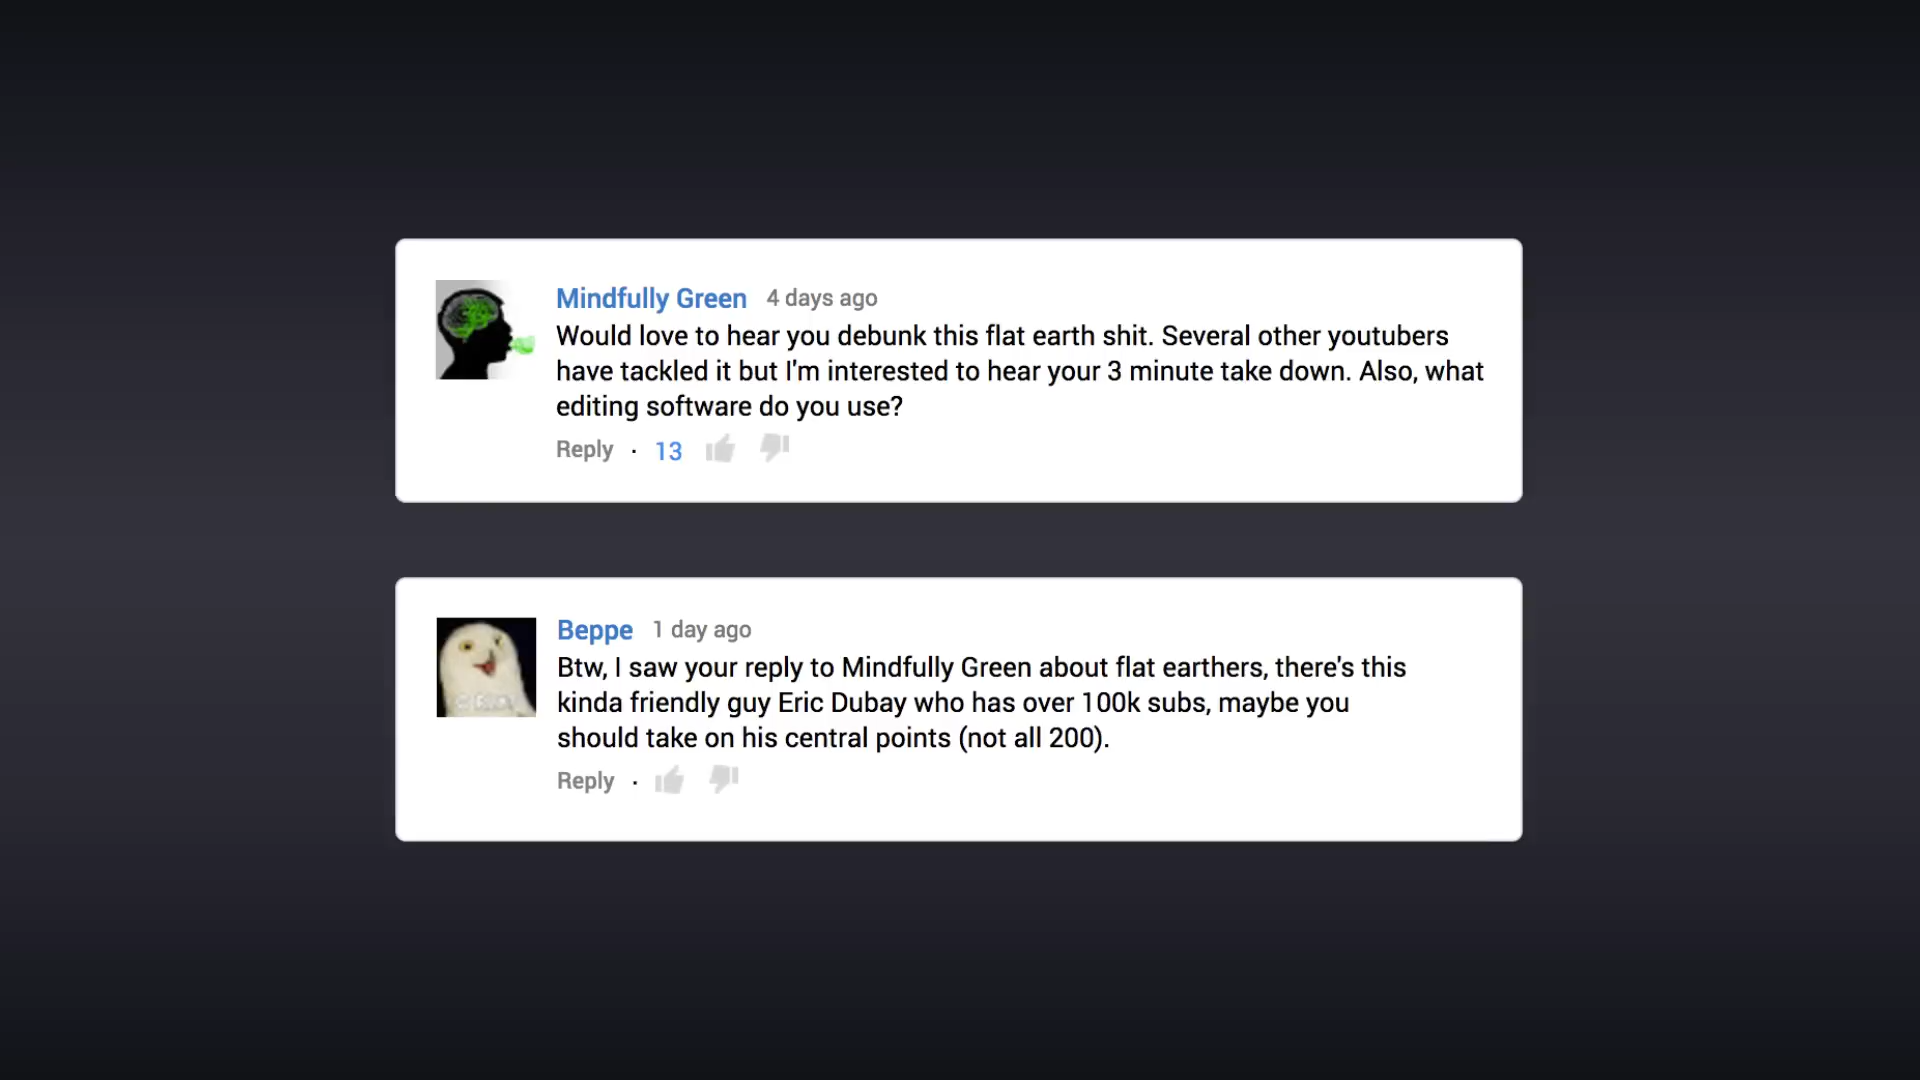 Mindfully Green 4 days ago
Would love to hear you debunk this flat earth shit. Several other youtubers
have tackled it but I'm interested to hear your 3 minute take down. Also, what
editing software do you use?
Reply · 13
Beppe 1 day ago
Btw, I saw your reply to Mindfully Green about flat earthers, there's this
kinda friendly guy Eric Dubay who has over 100k subs, maybe you
should take on his central points (not all 200).
Reply ·